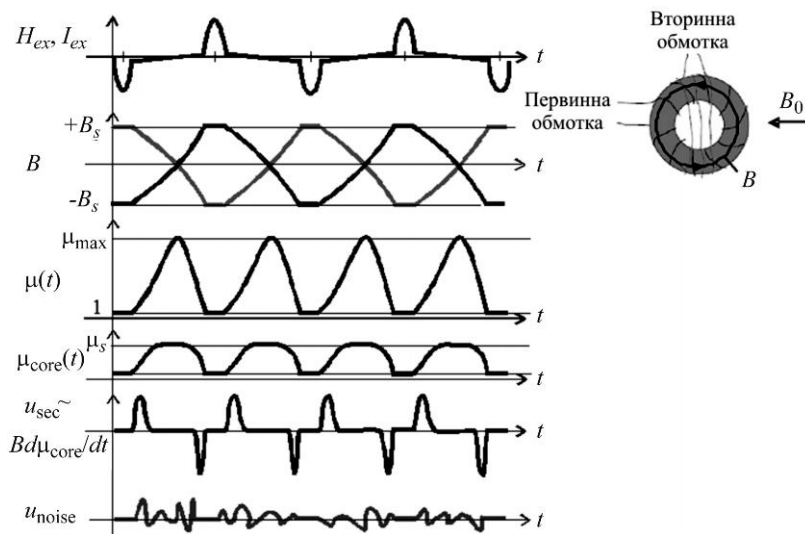 H_ex, I_ex
t
+B_s
B
t
-B_s
μ_max
μ(t)
1
t
μ_s
μ_core(t)
t
u_sec~
t
Bdμ_core/dt
u_noise
t
Вторинна
обмотка
Первинна
обмотка
B_0
B